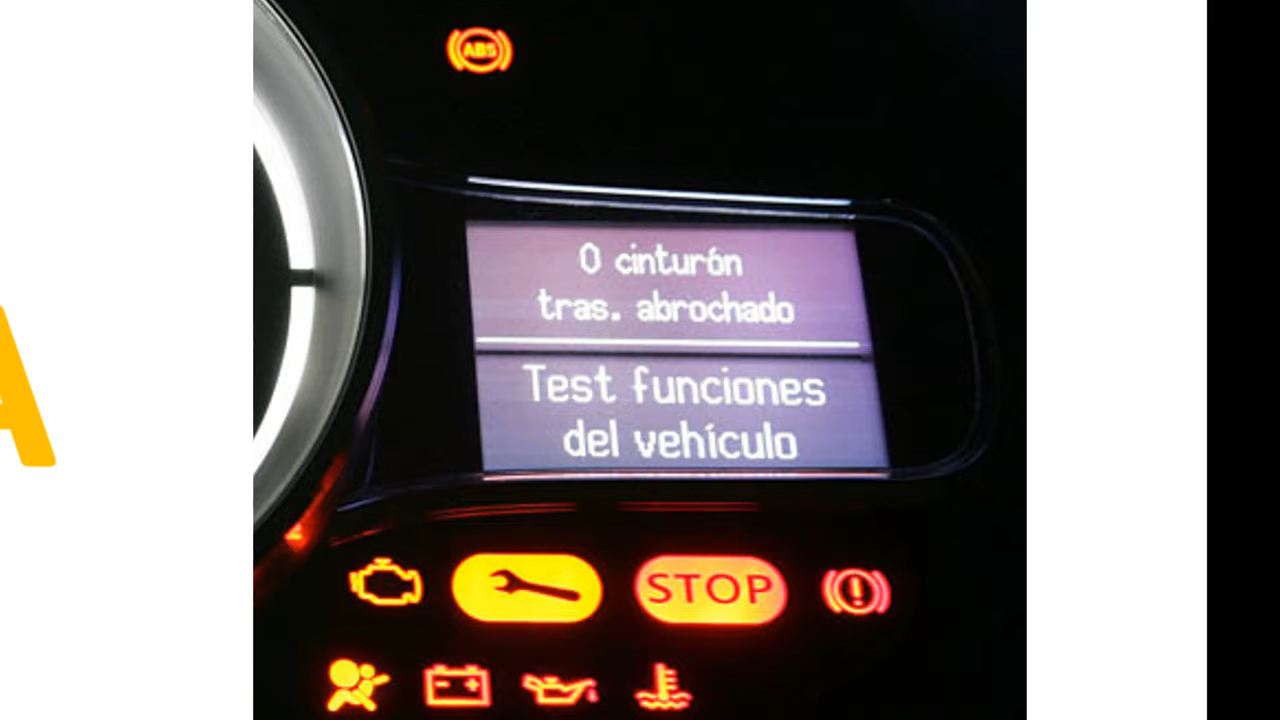 ABS
0 cinturón
tras. abrochado
Test funciones
del vehículo
STOP
A